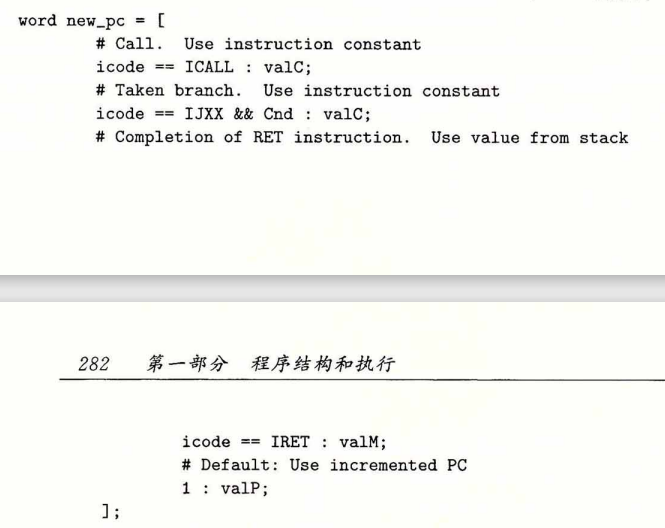 word new_pc = [
# Call.  Use instruction constant
icode == ICALL : valC;
# Taken branch.  Use instruction constant
icode == IJXX && Cnd : valC;
# Completion of RET instruction.  Use value from stack
282 第一部分 程序结构和执行
icode == IRET : valM;
# Default: Use incremented PC
1 : valP;
];